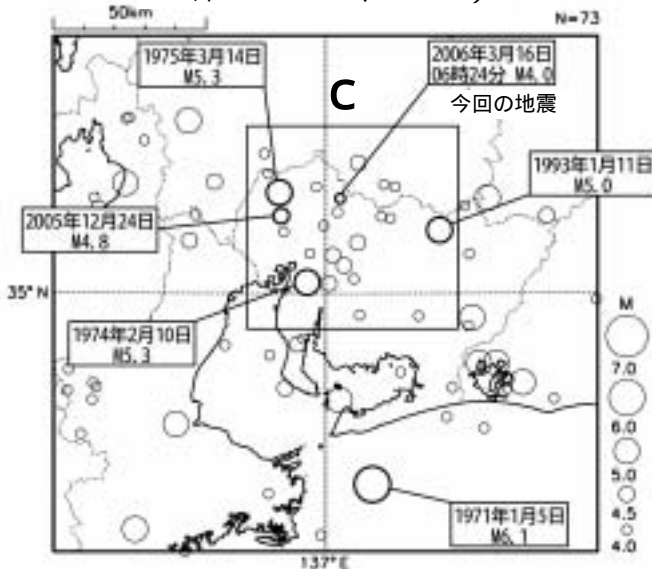 50km
N=73
1975年3月14日
M5.3
2006年3月16日
06時24分 M4.0
C
今回の地震
1993年1月11日
M5.0
2005年12月24日
M4.8
35°N
1974年2月10日
M5.3
M
7.0
6.0
5.0
4.5
4.0
1971年1月5日
M6.1
137°E